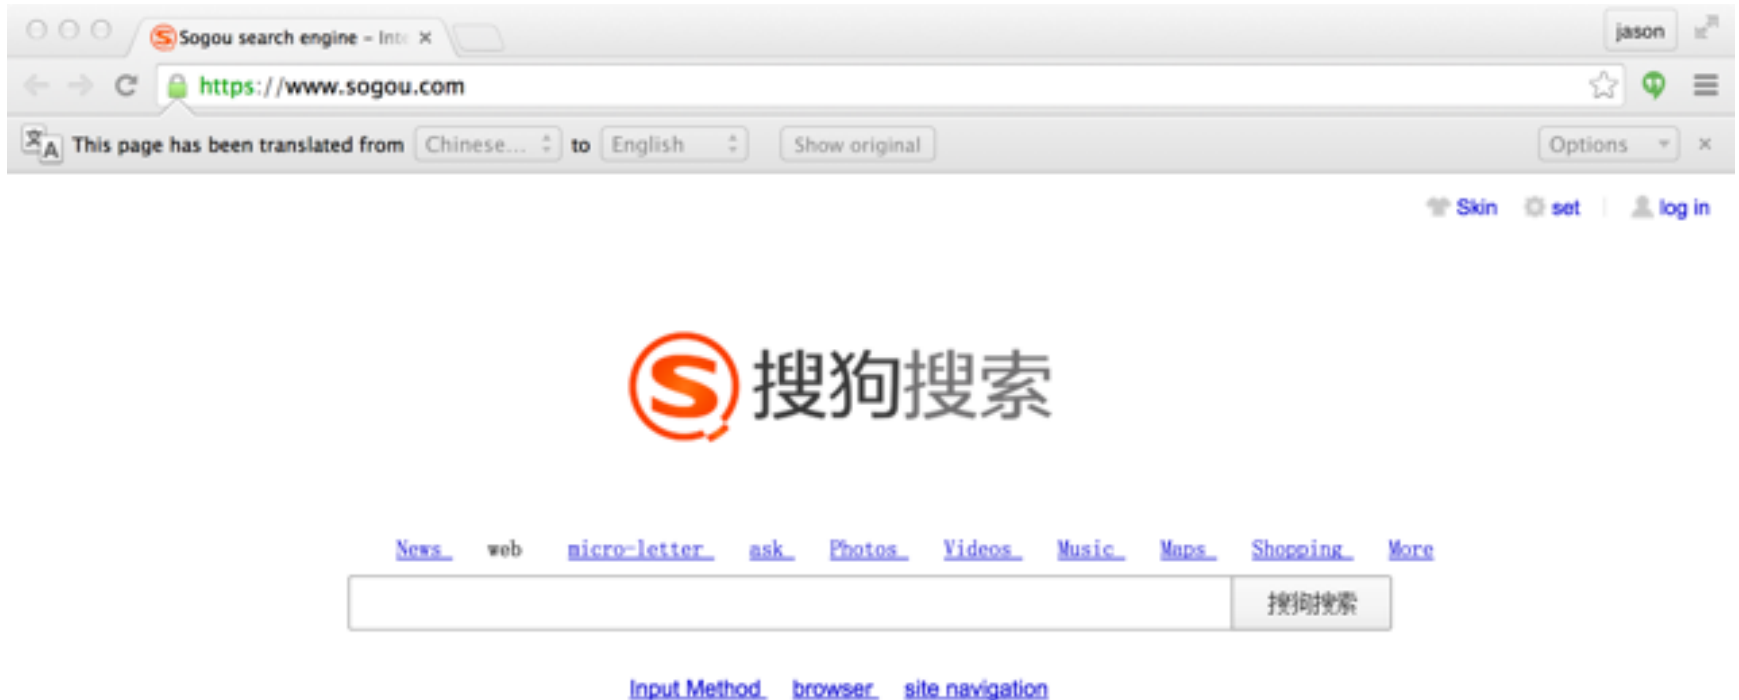 Sogou search engine – Inte
jason
https://www.sogou.com
This page has been translated from Chinese... to English Show original Options
Skin set log in
搜狗搜索
News web micro-letter ask Photos Videos Music Maps Shopping More
搜狗搜索
Input Method browser site navigation